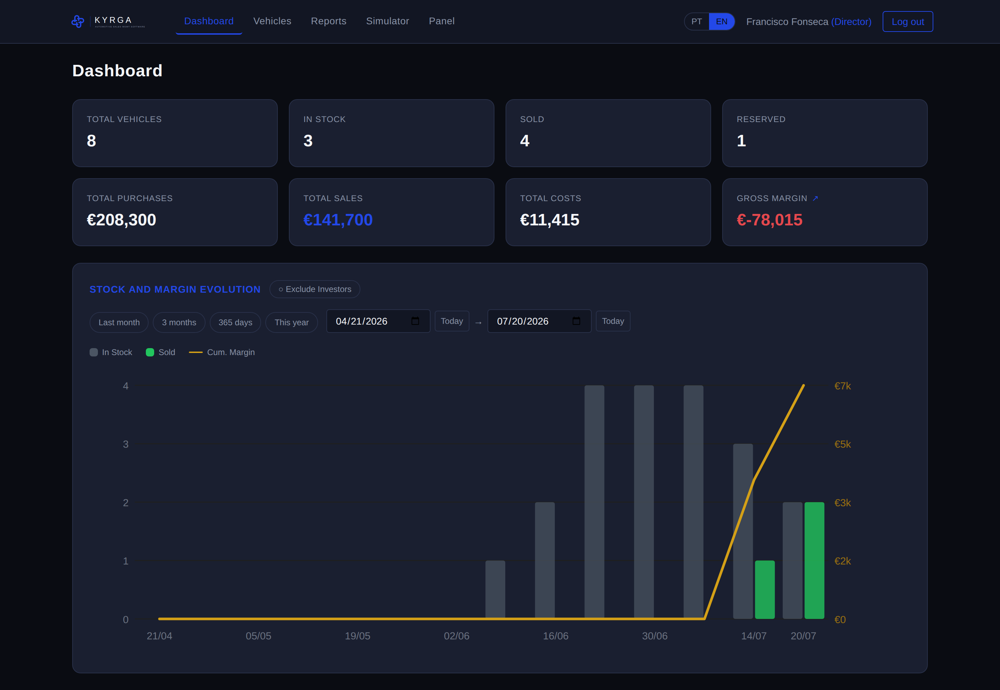 KYRGA
AUTOMOTIVE SALES MGMT SOFTWARE
Dashboard Vehicles Reports Simulator Panel
PT EN Francisco Fonseca (Director) Log out
Dashboard
TOTAL VEHICLES
8
IN STOCK
3
SOLD
4
RESERVED
1
TOTAL PURCHASES
€208,300
TOTAL SALES
€141,700
TOTAL COSTS
€11,415
GROSS MARGIN ↗
€-78,015
STOCK AND MARGIN EVOLUTION ○ Exclude Investors
Last month 3 months 365 days This year 04/21/2026 Today → 07/20/2026 Today
In Stock Sold Cum. Margin
4 €7k
3 €5k
2 €3k
1 €2k
0 €0
21/04 05/05 19/05 02/06 16/06 30/06 14/07 20/07